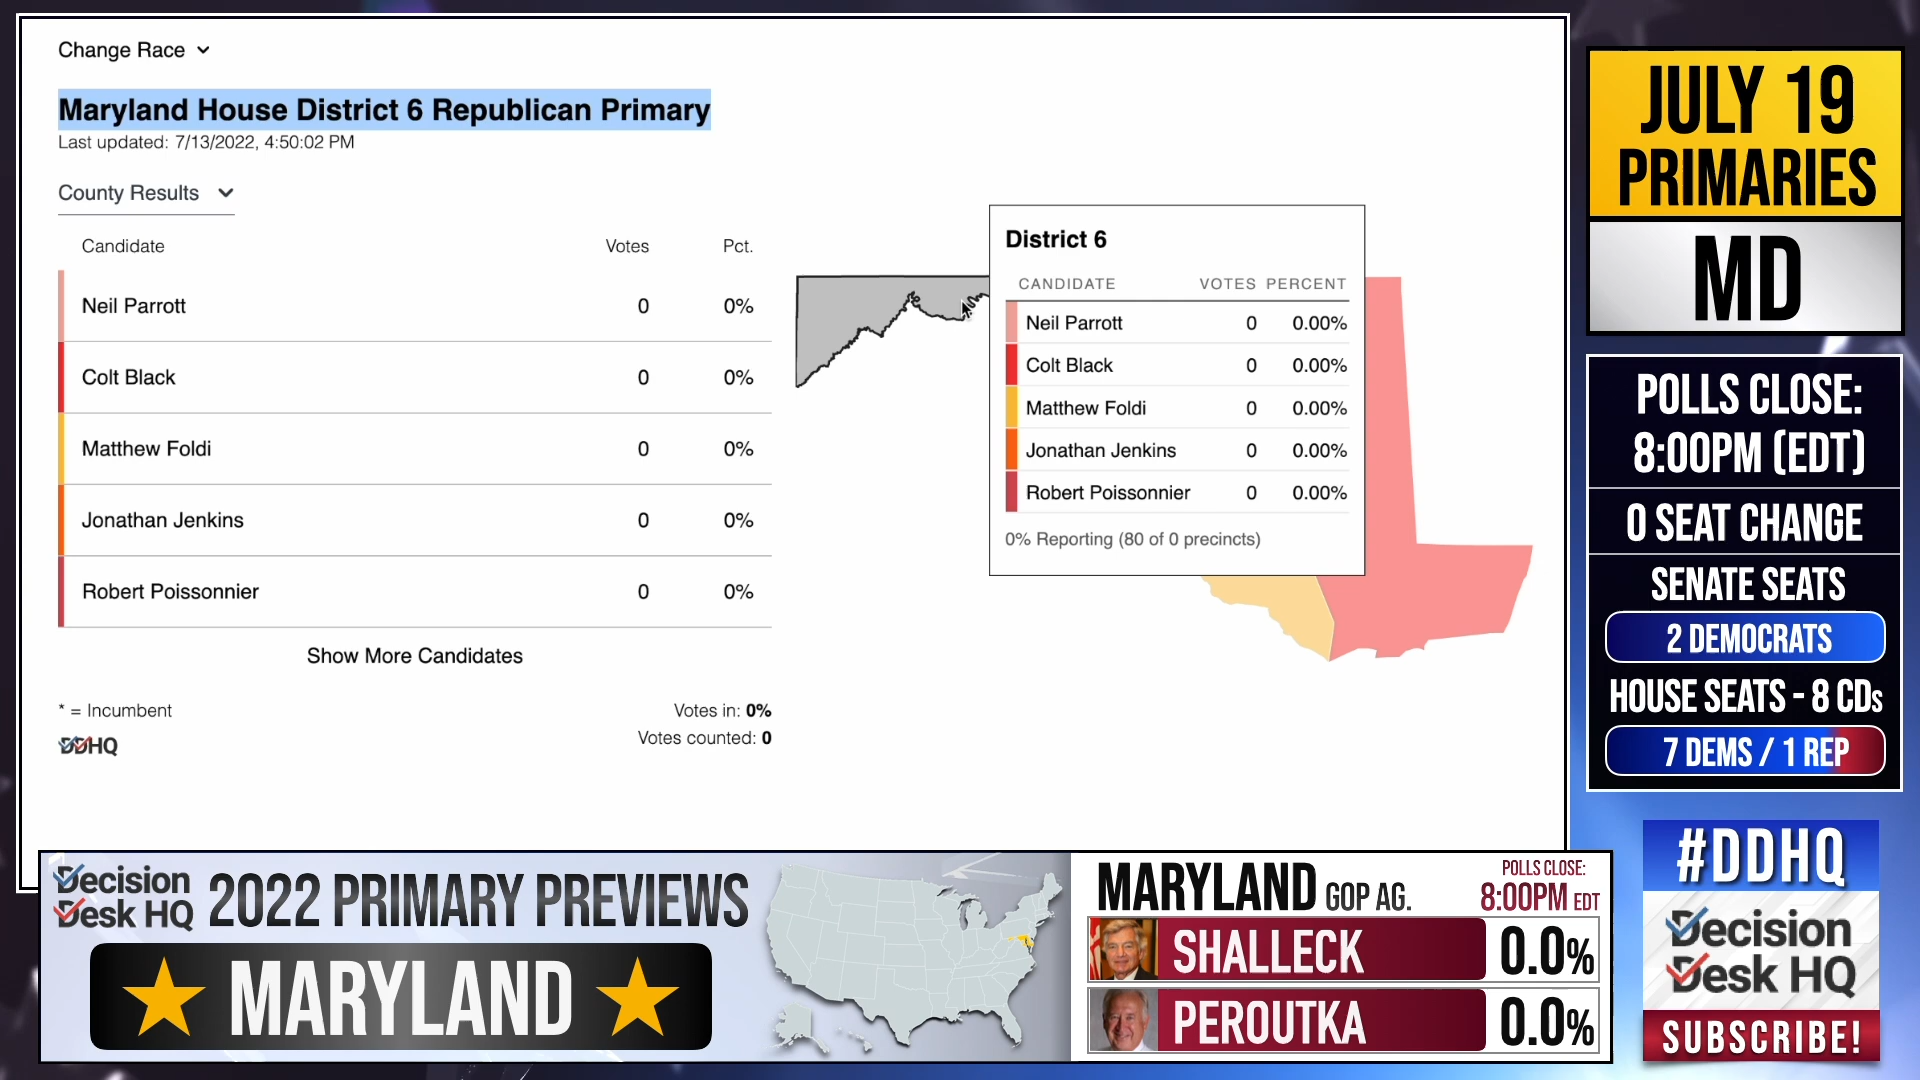 Change Race
Maryland House District 6 Republican Primary
Last updated: 7/13/2022, 4:50:02 PM
County Results
Candidate Votes Pct.
Neil Parrott 0 0%
Colt Black 0 0%
Matthew Foldi 0 0%
Jonathan Jenkins 0 0%
Robert Poissonnier 0 0%
Show More Candidates
* = Incumbent
Votes in: 0%
DDHQ
Votes counted: 0
District 6
CANDIDATE VOTES PERCENT
Neil Parrott 0 0.00%
Colt Black 0 0.00%
Matthew Foldi 0 0.00%
Jonathan Jenkins 0 0.00%
Robert Poissonnier 0 0.00%
0% Reporting (80 of 0 precincts)
JULY 19
PRIMARIES
MD
POLLS CLOSE:
8:00PM (EDT)
0 SEAT CHANGE
SENATE SEATS
2 DEMOCRATS
HOUSE SEATS - 8 CDs
7 DEMS / 1 REP
#DDHQ
Decision
Desk HQ
SUBSCRIBE!
Decision
Desk HQ
2022 PRIMARY PREVIEWS
MARYLAND
MARYLAND GOP AG.
POLLS CLOSE:
8:00PM EDT
SHALLECK 0.0%
PEROUTKA 0.0%